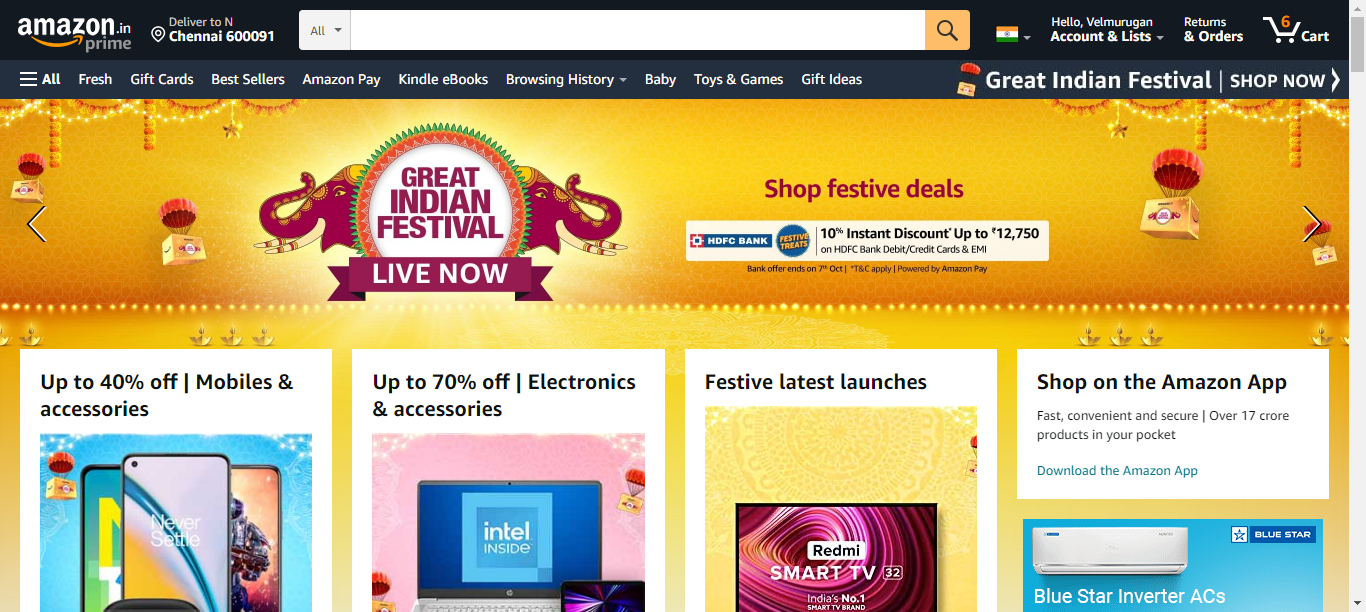 amazon.in
prime
Deliver to N
Chennai 600091
All
6
Hello, Velmurugan
Account & Lists
Returns
& Orders
Cart
All Fresh Gift Cards Best Sellers Amazon Pay Kindle eBooks Browsing History Baby Toys & Games Gift Ideas
Great Indian Festival | SHOP NOW
GREAT
INDIAN
FESTIVAL
LIVE NOW
Shop festive deals
HDFC BANK
FESTIVE
TREATS
10% Instant Discount* Up to ₹12,750
on HDFC Bank Debit/Credit Cards & EMI
Bank offer ends on 7th Oct | *T&C apply | Powered by Amazon Pay
Up to 40% off | Mobiles &
accessories
Never
Settle
Up to 70% off | Electronics
& accessories
intel
INSIDE
Festive latest launches
Redmi
SMART TV 32
India's No.1
SMART TV BRAND
Shop on the Amazon App
Fast, convenient and secure | Over 17 crore
products in your pocket
Download the Amazon App
BLUE STAR
Blue Star Inverter ACs